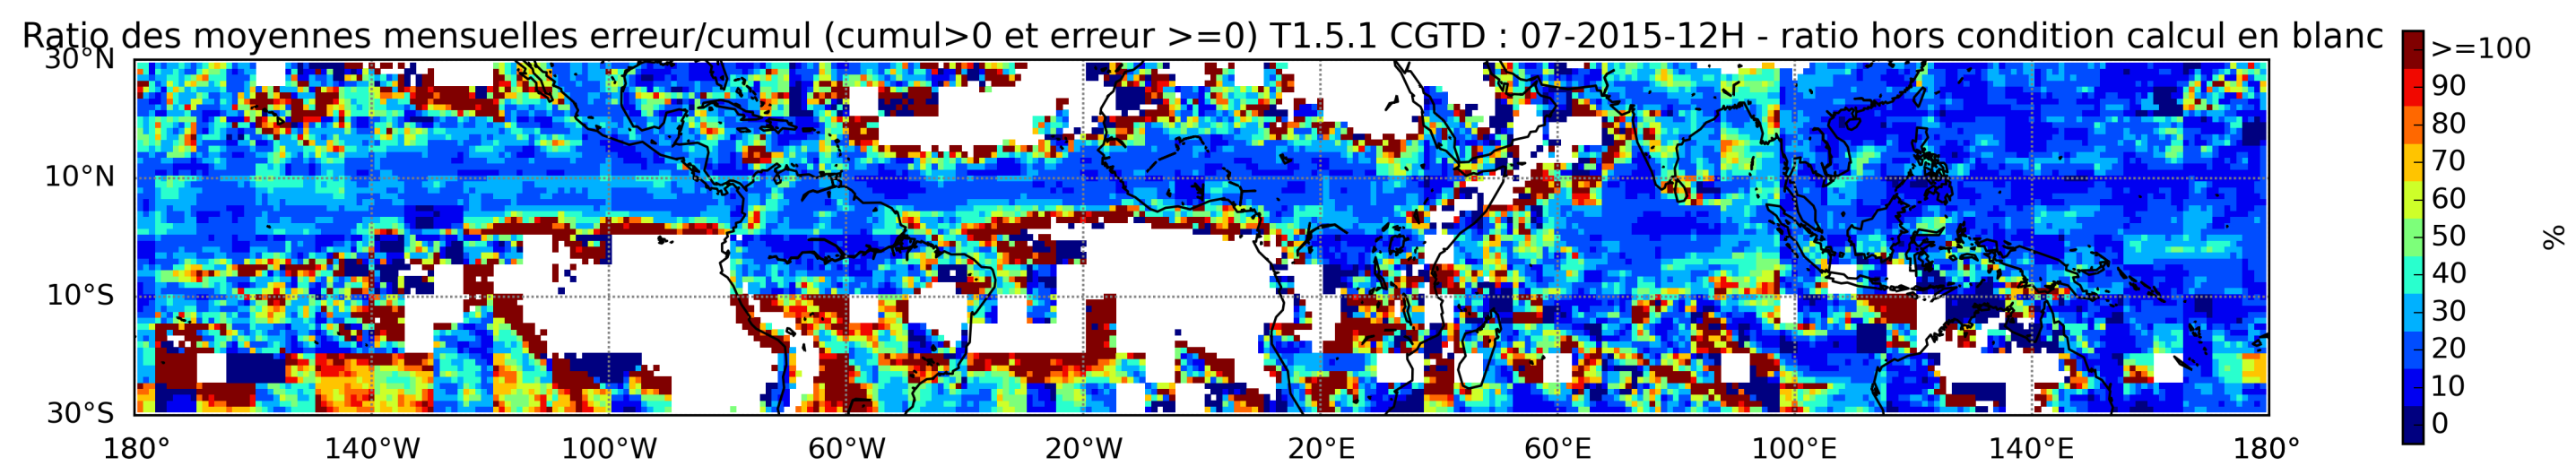 Ratio des moyennes mensuelles erreur/cumul (cumul>0 et erreur >=0) T1.5.1 CGTD : 07-2015-12H - ratio hors condition calcul en blanc
30°N
10°N
10°S
30°S
180° 140°W 100°W 60°W 20°W 20°E 60°E 100°E 140°E 180°
>=100
90
80
70
60
50
40
30
20
10
0
%